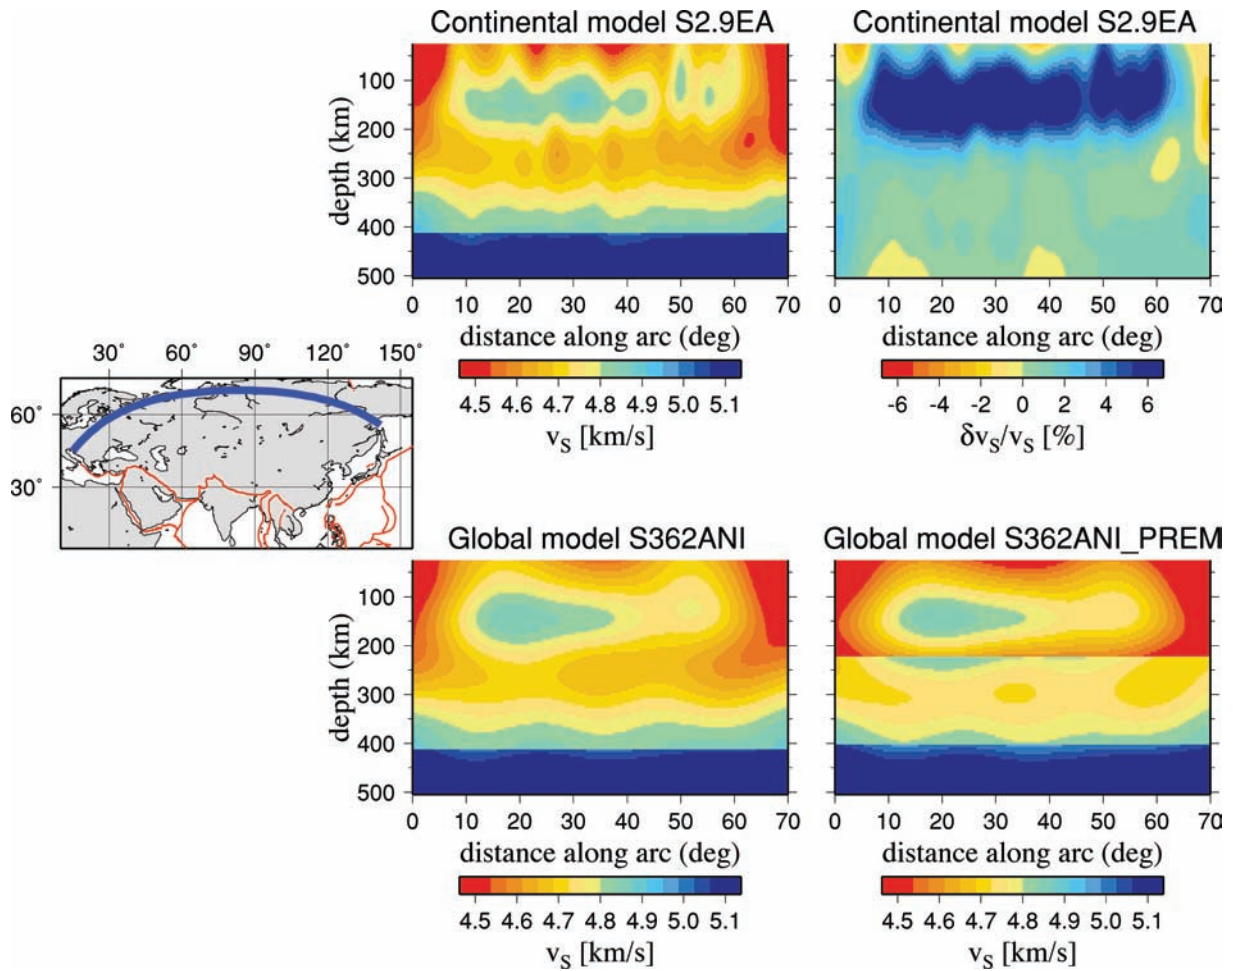 Continental model S2.9EA
Continental model S2.9EA
100
200
300
400
500
depth (km)
0 10 20 30 40 50 60 70
0 10 20 30 40 50 60 70
distance along arc (deg)
distance along arc (deg)
4.5 4.6 4.7 4.8 4.9 5.0 5.1
-6 -4 -2 0 2 4 6
vS [km/s]
δvS/vS [%]
30° 60° 90° 120° 150°
60°
30°
Global model S362ANI
Global model S362ANI_PREM
100
200
300
400
500
depth (km)
0 10 20 30 40 50 60 70
0 10 20 30 40 50 60 70
distance along arc (deg)
distance along arc (deg)
4.5 4.6 4.7 4.8 4.9 5.0 5.1
4.5 4.6 4.7 4.8 4.9 5.0 5.1
vS [km/s]
vS [km/s]